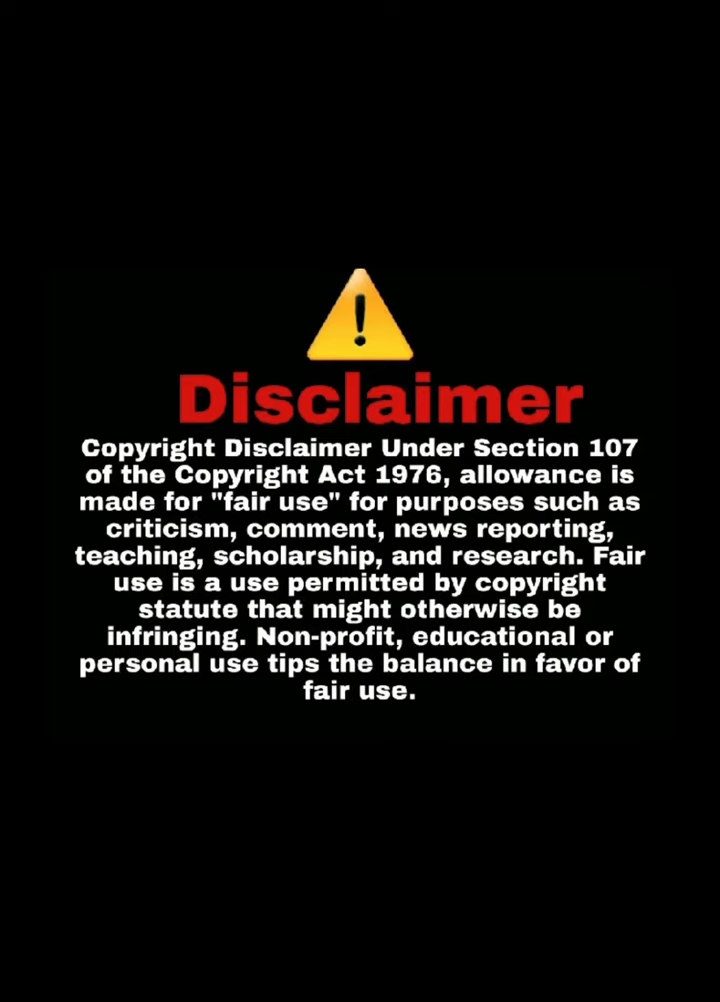 Disclaimer
Copyright Disclaimer Under Section 107
of the Copyright Act 1976, allowance is
made for "fair use" for purposes such as
criticism, comment, news reporting,
teaching, scholarship, and research. Fair
use is a use permitted by copyright
statute that might otherwise be
infringing. Non-profit, educational or
personal use tips the balance in favor of
fair use.